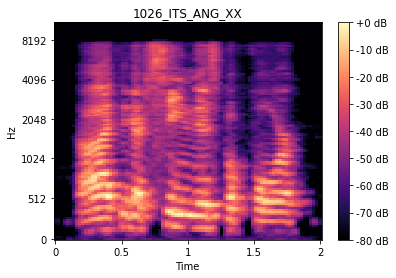 1026_ITS_ANG_XX
+0 dB
8192
-10 dB
4096
-20 dB
-30 dB
2048
Hz
-40 dB
1024
-50 dB
512
-60 dB
-70 dB
0
-80 dB
0
0.5
1
1.5
2
Time